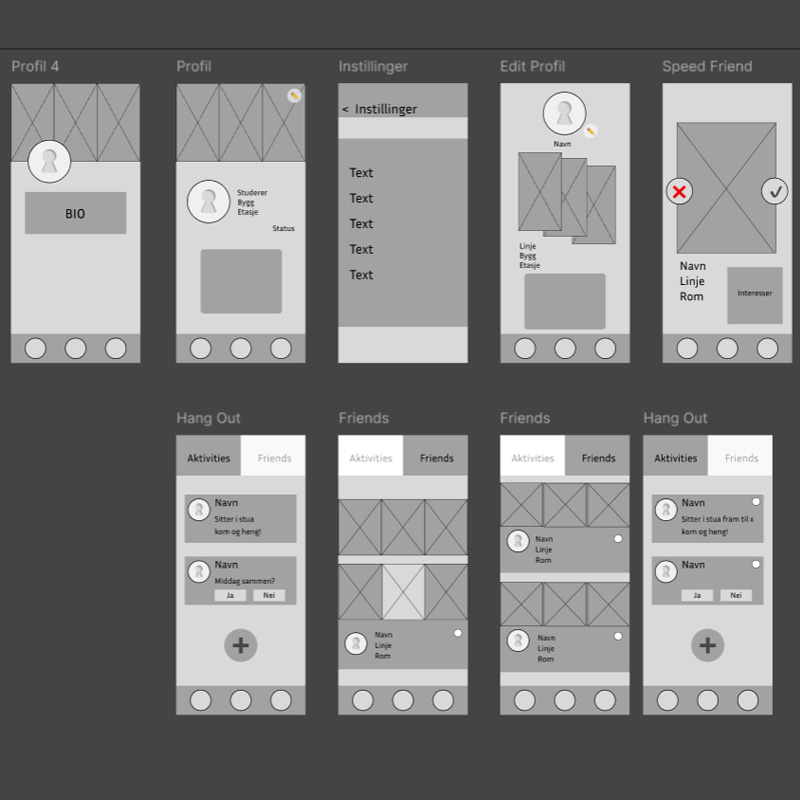 Profil 4
Profil
Instillinger
Edit Profil
Speed Friend
BIO
Studerer
Bygg
Etasje
Status
< Instillinger
Text
Text
Text
Text
Text
Navn
Linje
Bygg
Etasje
Navn
Linje
Rom
Interesser
Hang Out
Friends
Friends
Hang Out
Aktivities Friends
Navn
Sitter i stua
kom og heng!
Navn
Middag sammen?
Ja Nei
Aktivities Friends
Navn
Linje
Rom
Aktivities Friends
Navn
Linje
Rom
Navn
Linje
Rom
Aktivities Friends
Navn
Sitter i stua fram til x
kom og heng!
Navn
Ja Nei